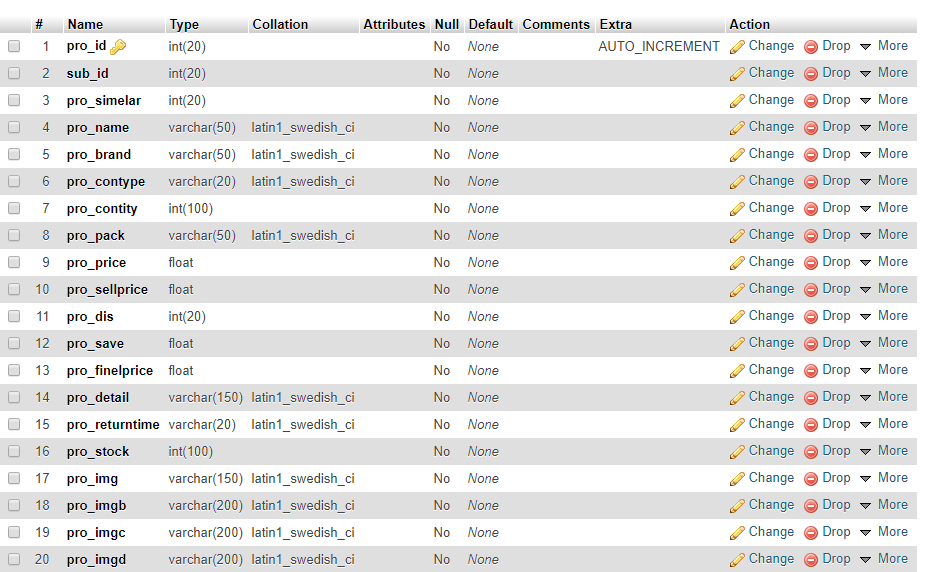 # Name Type Collation Attributes Null Default Comments Extra Action
1 pro_id int(20) No None AUTO_INCREMENT Change Drop More
2 sub_id int(20) No None Change Drop More
3 pro_simelar int(20) No None Change Drop More
4 pro_name varchar(50) latin1_swedish_ci No None Change Drop More
5 pro_brand varchar(50) latin1_swedish_ci No None Change Drop More
6 pro_contype varchar(20) latin1_swedish_ci No None Change Drop More
7 pro_contity int(100) No None Change Drop More
8 pro_pack varchar(50) latin1_swedish_ci No None Change Drop More
9 pro_price float No None Change Drop More
10 pro_sellprice float No None Change Drop More
11 pro_dis int(20) No None Change Drop More
12 pro_save float No None Change Drop More
13 pro_finelprice float No None Change Drop More
14 pro_detail varchar(150) latin1_swedish_ci No None Change Drop More
15 pro_returntime varchar(20) latin1_swedish_ci No None Change Drop More
16 pro_stock int(100) No None Change Drop More
17 pro_img varchar(150) latin1_swedish_ci No None Change Drop More
18 pro_imgb varchar(200) latin1_swedish_ci No None Change Drop More
19 pro_imgc varchar(200) latin1_swedish_ci No None Change Drop More
20 pro_imgd varchar(200) latin1_swedish_ci No None Change Drop More